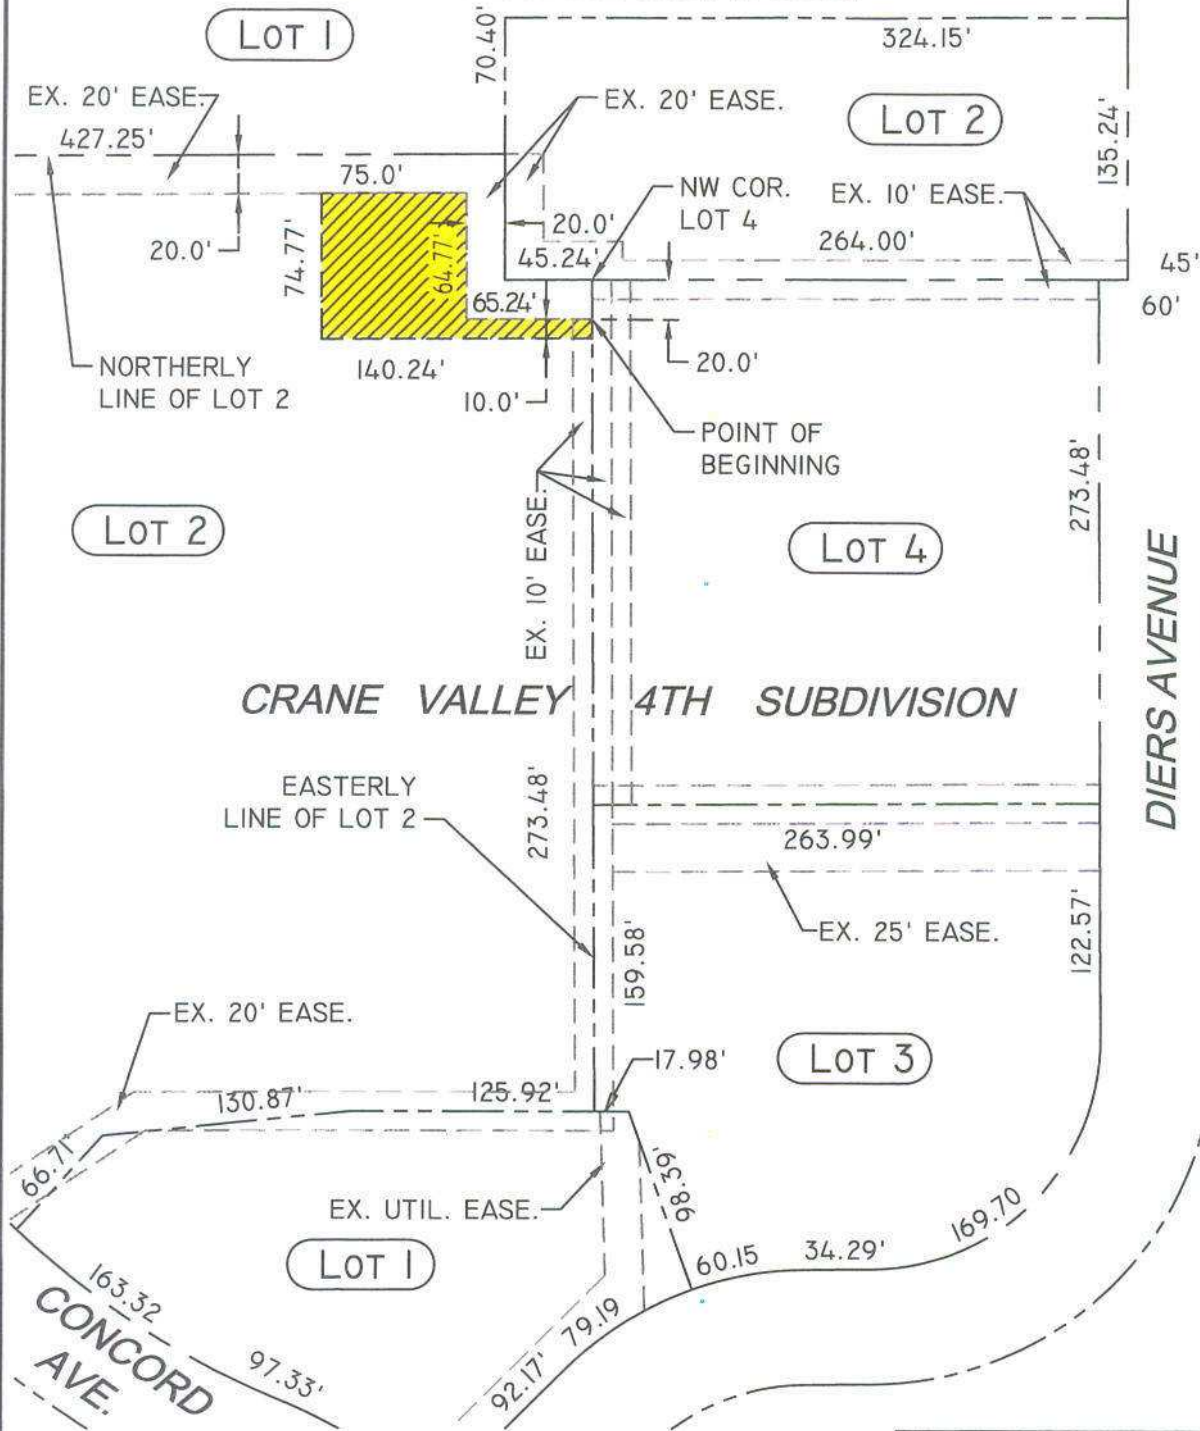 LOT 1
70.40'
324.15'
EX. 20' EASE.
EX. 20' EASE.
LOT 2
135.24'
427.25'
75.0'
NW COR.
LOT 4
EX. 10' EASE.
20.0'
20.0'
264.00'
74.77'
64.77'
45.24'
45'
65.24'
60'
NORTHERLY
LINE OF LOT 2
140.24'
10.0'
20.0'
POINT OF
BEGINNING
273.48'
LOT 2
EX. 10' EASE.
LOT 4
DIERS AVENUE
CRANE VALLEY 4TH SUBDIVISION
EASTERLY
LINE OF LOT 2
273.48'
263.99'
EX. 25' EASE.
122.57'
159.58'
EX. 20' EASE.
17.98'
LOT 3
130.87'
125.92'
66.71'
98.39'
EX. UTIL. EASE.
169.70
60.15
34.29'
LOT 1
163.32
79.19
CONCORD
AVE.
97.33'
92.17'